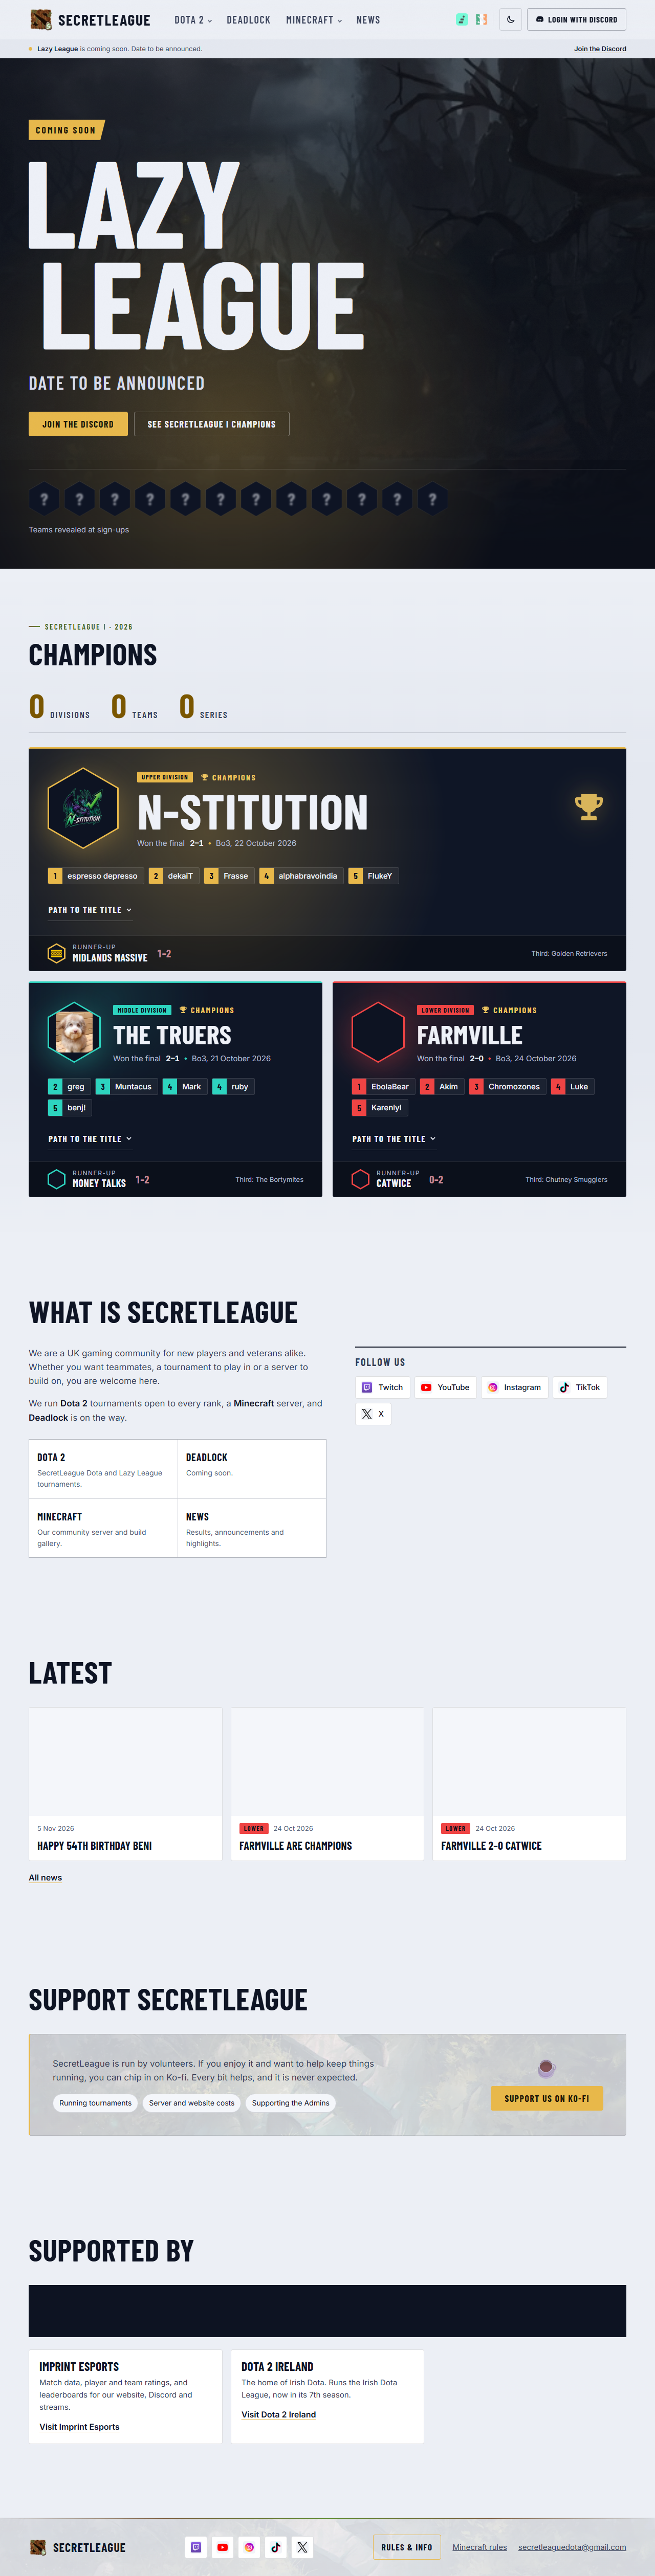 SECRETLEAGUE DOTA 2 DEADLOCK MINECRAFT NEWS LOGIN WITH DISCORD
Lazy League is coming soon. Date to be announced. Join the Discord
COMING SOON
LAZY
LEAGUE
DATE TO BE ANNOUNCED
JOIN THE DISCORD SEE SECRETLEAGUE I CHAMPIONS
? ? ? ? ? ? ? ? ? ? ? ?
Teams revealed at sign-ups
SECRETLEAGUE I · 2026
CHAMPIONS
0 DIVISIONS 0 TEAMS 0 SERIES
UPPER DIVISION CHAMPIONS
N-STITUTION
Won the final 2–1 • Bo3, 22 October 2026
1 espresso depresso 2 dekaiT 3 Frasse 4 alphabravoindia 5 FlukeY
PATH TO THE TITLE
RUNNER-UP
MIDLANDS MASSIVE 1-2
Third: Golden Retrievers
MIDDLE DIVISION CHAMPIONS
THE TRUERS
Won the final 2–1 • Bo3, 21 October 2026
2 greg 3 Muntacus 4 Mark 4 ruby
5 benj!
PATH TO THE TITLE
RUNNER-UP
MONEY TALKS 1-2
Third: The Bortymites
LOWER DIVISION CHAMPIONS
FARMVILLE
Won the final 2–0 • Bo3, 24 October 2026
1 EbolaBear 2 Akim 3 Chromozones 4 Luke
5 Karenlyl
PATH TO THE TITLE
RUNNER-UP
CATWICE 0-2
Third: Chutney Smugglers
WHAT IS SECRETLEAGUE
We are a UK gaming community for new players and veterans alike.
Whether you want teammates, a tournament to play in or a server to
build on, you are welcome here.
We run Dota 2 tournaments open to every rank, a Minecraft server, and
Deadlock is on the way.
DOTA 2
SecretLeague Dota and Lazy League
tournaments.
DEADLOCK
Coming soon.
MINECRAFT
Our community server and build
gallery.
NEWS
Results, announcements and
highlights.
FOLLOW US
Twitch YouTube Instagram TikTok
X
LATEST
5 Nov 2026
HAPPY 54TH BIRTHDAY BENI
LOWER 24 Oct 2026
FARMVILLE ARE CHAMPIONS
LOWER 24 Oct 2026
FARMVILLE 2–0 CATWICE
All news
SUPPORT SECRETLEAGUE
SecretLeague is run by volunteers. If you enjoy it and want to help keep things
running, you can chip in on Ko-fi. Every bit helps, and it is never expected.
Running tournaments Server and website costs Supporting the Admins
SUPPORT US ON KO-FI
SUPPORTED BY
IMPRINT ESPORTS
Match data, player and team ratings, and
leaderboards for our website, Discord and
streams.
Visit Imprint Esports
DOTA 2 IRELAND
The home of Irish Dota. Runs the Irish Dota
League, now in its 7th season.
Visit Dota 2 Ireland
SECRETLEAGUE RULES & INFO Minecraft rules secretleaguedota@gmail.com